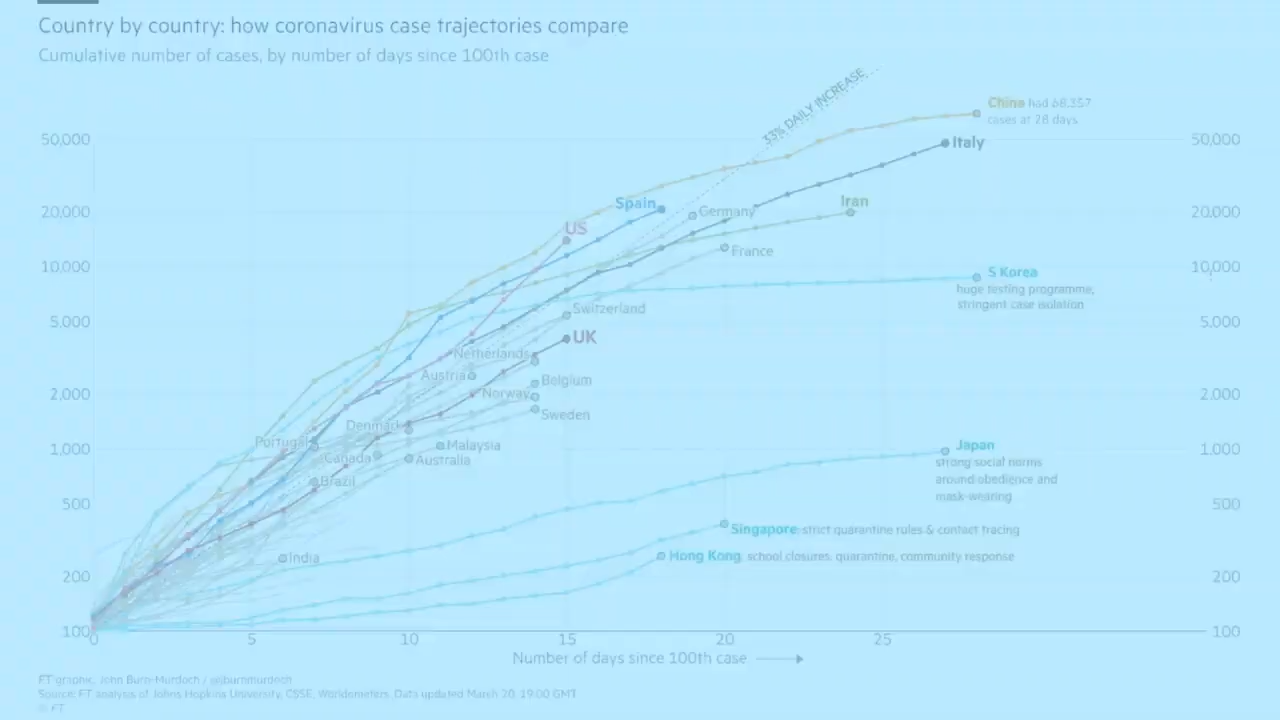 Country by country: how coronavirus case trajectories compare
Cumulative number of cases, by number of days since 100th case
33% DAILY INCREASE
China had 68,357
cases at 28 days
50,000
50,000
Italy
Spain
Iran
20,000
Germany
20,000
US
France
10,000
10,000
S Korea
huge testing programme,
stringent case isolation
Switzerland
5,000
5,000
UK
Netherlands
Austria
Belgium
2,000
Norway
2,000
Sweden
Denmark
Portugal
Malaysia
1,000
1,000
Japan
strong social norms
around obedience and
mask-wearing
Canada
Australia
Brazil
500
500
Singapore strict quarantine rules & contact tracing
India
Hong Kong school closures, quarantine, community response
200
200
100
100
0 5 10 15 20 25
Number of days since 100th case
FT graphic: John Burn-Murdoch / @jburnmurdoch
Source: FT analysis of Johns Hopkins University, CSSE, Worldometers. Data updated March 20, 19:00 GMT
© FT